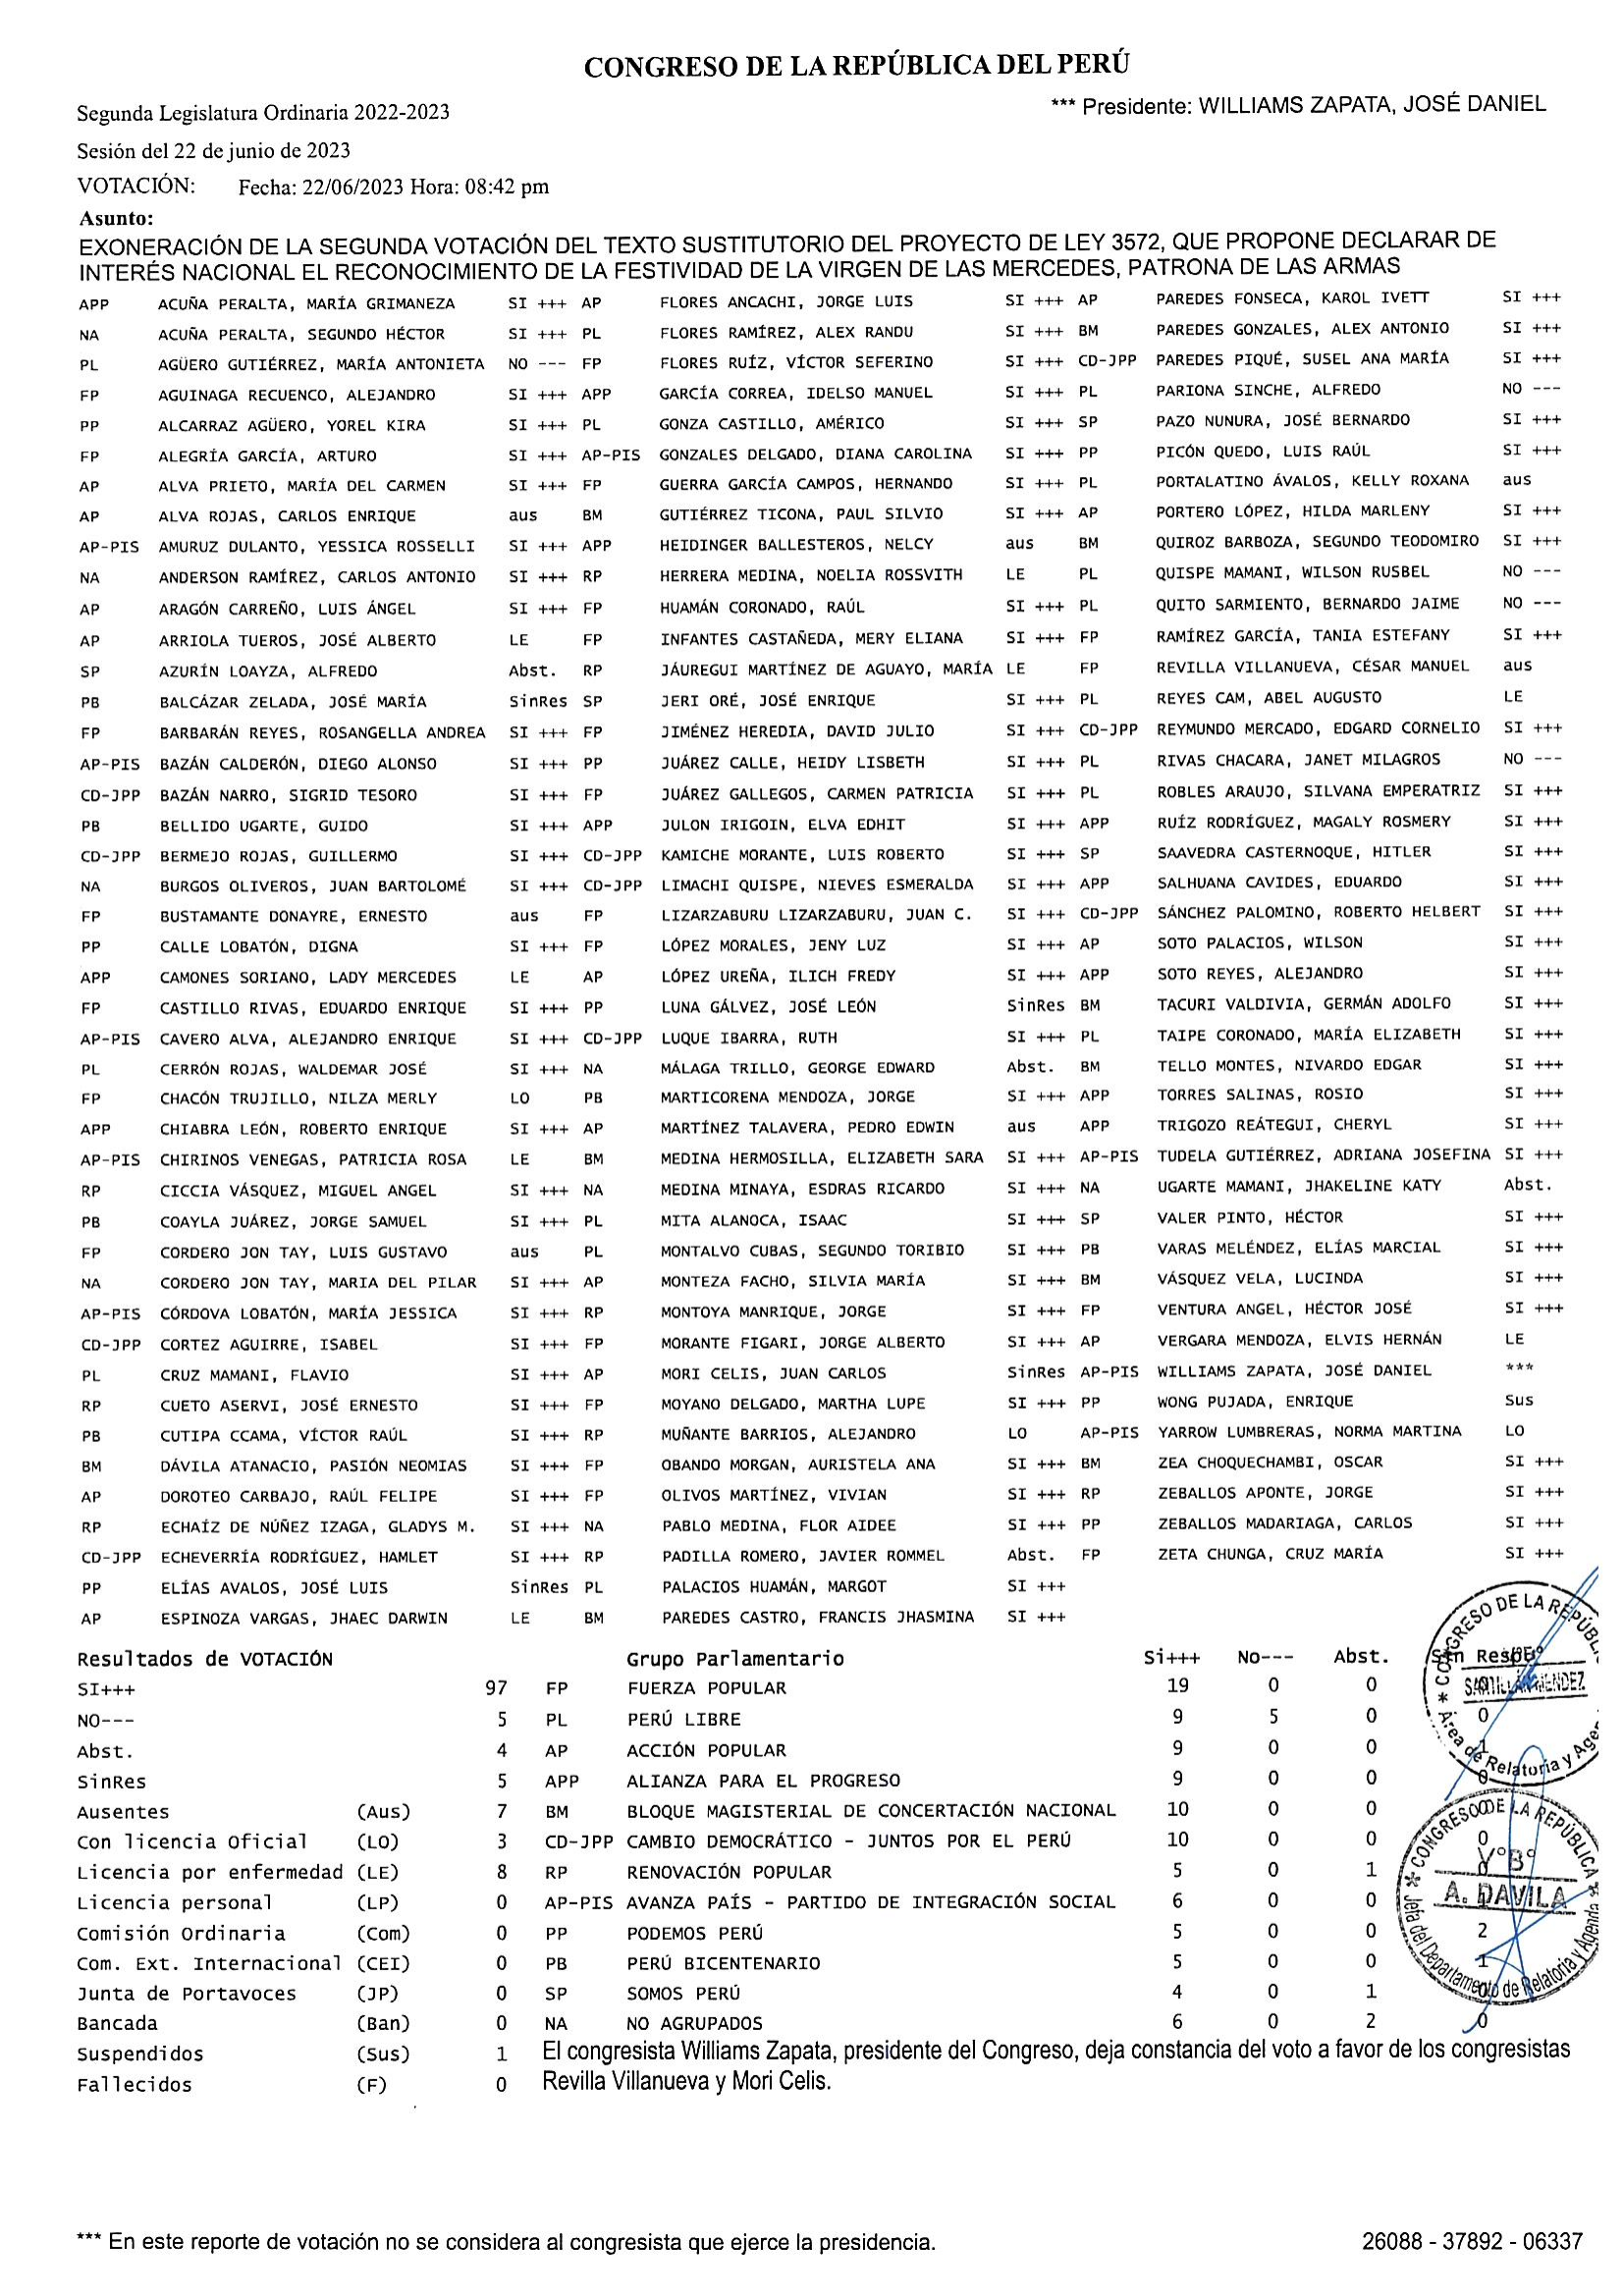 CONGRESO DE LA REPÚBLICA DEL PERÚ
Segunda Legislatura Ordinaria 2022-2023 *** Presidente: WILLIAMS ZAPATA, JOSÉ DANIEL
Sesión del 22 de junio de 2023
VOTACIÓN: Fecha: 22/06/2023 Hora: 08:42 pm
Asunto:
EXONERACIÓN DE LA SEGUNDA VOTACIÓN DEL TEXTO SUSTITUTORIO DEL PROYECTO DE LEY 3572, QUE PROPONE DECLARAR DE
INTERÉS NACIONAL EL RECONOCIMIENTO DE LA FESTIVIDAD DE LA VIRGEN DE LAS MERCEDES, PATRONA DE LAS ARMAS
APP ACUÑA PERALTA, MARÍA GRIMANEZA SI +++ AP FLORES ANCACHI, JORGE LUIS SI +++ AP PAREDES FONSECA, KAROL IVETT SI +++
NA ACUÑA PERALTA, SEGUNDO HÉCTOR SI +++ PL FLORES RAMÍREZ, ALEX RANDU SI +++ BM PAREDES GONZALES, ALEX ANTONIO SI +++
PL AGÜERO GUTIÉRREZ, MARÍA ANTONIETA NO --- FP FLORES RUÍZ, VÍCTOR SEFERINO SI +++ CD-JPP PAREDES PIQUÉ, SUSEL ANA MARÍA SI +++
FP AGUINAGA RECUENCO, ALEJANDRO SI +++ APP GARCÍA CORREA, IDELSO MANUEL SI +++ PL PARIONA SINCHE, ALFREDO NO ---
PP ALCARRAZ AGÜERO, YOREL KIRA SI +++ PL GONZA CASTILLO, AMÉRICO SI +++ SP PAZO NUNURA, JOSÉ BERNARDO SI +++
FP ALEGRÍA GARCÍA, ARTURO SI +++ AP-PIS GONZALES DELGADO, DIANA CAROLINA SI +++ PP PICÓN QUEDO, LUIS RAÚL SI +++
AP ALVA PRIETO, MARÍA DEL CARMEN SI +++ FP GUERRA GARCÍA CAMPOS, HERNANDO SI +++ PL PORTALATINO ÁVALOS, KELLY ROXANA aus
AP ALVA ROJAS, CARLOS ENRIQUE aus BM GUTIÉRREZ TICONA, PAUL SILVIO SI +++ AP PORTERO LÓPEZ, HILDA MARLENY SI +++
AP-PIS AMURUZ DULANTO, YESSICA ROSSELLI SI +++ APP HEIDINGER BALLESTEROS, NELCY aus BM QUIROZ BARBOZA, SEGUNDO TEODOMIRO SI +++
NA ANDERSON RAMÍREZ, CARLOS ANTONIO SI +++ RP HERRERA MEDINA, NOELIA ROSSVITH LE PL QUISPE MAMANI, WILSON RUSBEL NO ---
AP ARAGÓN CARREÑO, LUIS ÁNGEL SI +++ FP HUAMÁN CORONADO, RAÚL SI +++ PL QUITO SARMIENTO, BERNARDO JAIME NO ---
AP ARRIOLA TUEROS, JOSÉ ALBERTO LE FP INFANTES CASTAÑEDA, MERY ELIANA SI +++ FP RAMÍREZ GARCÍA, TANIA ESTEFANY SI +++
SP AZURÍN LOAYZA, ALFREDO Abst. RP JÁUREGUI MARTÍNEZ DE AGUAYO, MARÍA LE FP REVILLA VILLANUEVA, CÉSAR MANUEL aus
PB BALCÁZAR ZELADA, JOSÉ MARÍA SinRes SP JERI ORÉ, JOSÉ ENRIQUE SI +++ PL REYES CAM, ABEL AUGUSTO LE
FP BARBARÁN REYES, ROSANGELLA ANDREA SI +++ FP JIMÉNEZ HEREDIA, DAVID JULIO SI +++ CD-JPP REYMUNDO MERCADO, EDGARD CORNELIO SI +++
AP-PIS BAZÁN CALDERÓN, DIEGO ALONSO SI +++ PP JUÁREZ CALLE, HEIDY LISBETH SI +++ PL RIVAS CHACARA, JANET MILAGROS NO ---
CD-JPP BAZÁN NARRO, SIGRID TESORO SI +++ FP JUÁREZ GALLEGOS, CARMEN PATRICIA SI +++ PL ROBLES ARAUJO, SILVANA EMPERATRIZ SI +++
PB BELLIDO UGARTE, GUIDO SI +++ APP JULON IRIGOIN, ELVA EDHIT SI +++ APP RUÍZ RODRÍGUEZ, MAGALY ROSMERY SI +++
CD-JPP BERMEJO ROJAS, GUILLERMO SI +++ CD-JPP KAMICHE MORANTE, LUIS ROBERTO SI +++ SP SAAVEDRA CASTERNOQUE, HITLER SI +++
NA BURGOS OLIVEROS, JUAN BARTOLOMÉ SI +++ CD-JPP LIMACHI QUISPE, NIEVES ESMERALDA SI +++ APP SALHUANA CAVIDES, EDUARDO SI +++
FP BUSTAMANTE DONAYRE, ERNESTO aus FP LIZARZABURU LIZARZABURU, JUAN C. SI +++ CD-JPP SÁNCHEZ PALOMINO, ROBERTO HELBERT SI +++
PP CALLE LOBATÓN, DIGNA SI +++ FP LÓPEZ MORALES, JENY LUZ SI +++ AP SOTO PALACIOS, WILSON SI +++
APP CAMONES SORIANO, LADY MERCEDES LE AP LÓPEZ UREÑA, ILICH FREDY SI +++ APP SOTO REYES, ALEJANDRO SI +++
FP CASTILLO RIVAS, EDUARDO ENRIQUE SI +++ PP LUNA GÁLVEZ, JOSÉ LEÓN SinRes BM TACURI VALDIVIA, GERMÁN ADOLFO SI +++
AP-PIS CAVERO ALVA, ALEJANDRO ENRIQUE SI +++ CD-JPP LUQUE IBARRA, RUTH SI +++ PL TAIPE CORONADO, MARÍA ELIZABETH SI +++
PL CERRÓN ROJAS, WALDEMAR JOSÉ SI +++ NA MÁLAGA TRILLO, GEORGE EDWARD Abst. BM TELLO MONTES, NIVARDO EDGAR SI +++
FP CHACÓN TRUJILLO, NILZA MERLY LO PB MARTICORENA MENDOZA, JORGE SI +++ APP TORRES SALINAS, ROSIO SI +++
APP CHIABRA LEÓN, ROBERTO ENRIQUE SI +++ AP MARTÍNEZ TALAVERA, PEDRO EDWIN aus APP TRIGOZO REÁTEGUI, CHERYL SI +++
AP-PIS CHIRINOS VENEGAS, PATRICIA ROSA LE BM MEDINA HERMOSILLA, ELIZABETH SARA SI +++ AP-PIS TUDELA GUTIÉRREZ, ADRIANA JOSEFINA SI +++
RP CICCIA VÁSQUEZ, MIGUEL ANGEL SI +++ NA MEDINA MINAYA, ESDRAS RICARDO SI +++ NA UGARTE MAMANI, JHAKELINE KATY Abst.
PB COAYLA JUÁREZ, JORGE SAMUEL SI +++ PL MITA ALANOCA, ISAAC SI +++ SP VALER PINTO, HÉCTOR SI +++
FP CORDERO JON TAY, LUIS GUSTAVO aus PL MONTALVO CUBAS, SEGUNDO TORIBIO SI +++ PB VARAS MELÉNDEZ, ELÍAS MARCIAL SI +++
NA CORDERO JON TAY, MARIA DEL PILAR SI +++ AP MONTEZA FACHO, SILVIA MARÍA SI +++ BM VÁSQUEZ VELA, LUCINDA SI +++
AP-PIS CÓRDOVA LOBATÓN, MARÍA JESSICA SI +++ RP MONTOYA MANRIQUE, JORGE SI +++ FP VENTURA ANGEL, HÉCTOR JOSÉ SI +++
CD-JPP CORTEZ AGUIRRE, ISABEL SI +++ FP MORANTE FIGARI, JORGE ALBERTO SI +++ AP VERGARA MENDOZA, ELVIS HERNÁN LE
PL CRUZ MAMANI, FLAVIO SI +++ AP MORI CELIS, JUAN CARLOS SinRes AP-PIS WILLIAMS ZAPATA, JOSÉ DANIEL ***
RP CUETO ASERVI, JOSÉ ERNESTO SI +++ FP MOYANO DELGADO, MARTHA LUPE SI +++ PP WONG PUJADA, ENRIQUE Sus
PB CUTIPA CCAMA, VÍCTOR RAÚL SI +++ RP MUÑANTE BARRIOS, ALEJANDRO LO AP-PIS YARROW LUMBRERAS, NORMA MARTINA LO
BM DÁVILA ATANACIO, PASIÓN NEOMIAS SI +++ FP OBANDO MORGAN, AURISTELA ANA SI +++ BM ZEA CHOQUECHAMBI, OSCAR SI +++
AP DOROTEO CARBAJO, RAÚL FELIPE SI +++ FP OLIVOS MARTÍNEZ, VIVIAN SI +++ RP ZEBALLOS APONTE, JORGE SI +++
RP ECHAÍZ DE NÚÑEZ IZAGA, GLADYS M. SI +++ NA PABLO MEDINA, FLOR AIDEE SI +++ PP ZEBALLOS MADARIAGA, CARLOS SI +++
CD-JPP ECHEVERRÍA RODRÍGUEZ, HAMLET SI +++ RP PADILLA ROMERO, JAVIER ROMMEL Abst. FP ZETA CHUNGA, CRUZ MARÍA SI +++
PP ELÍAS AVALOS, JOSÉ LUIS SinRes PL PALACIOS HUAMÁN, MARGOT SI +++
AP ESPINOZA VARGAS, JHAEC DARWIN LE BM PAREDES CASTRO, FRANCIS JHASMINA SI +++
Resultados de VOTACIÓN Grupo Parlamentario Si+++ No--- Abst. Sin Resp.
SI+++ 97 FP FUERZA POPULAR 19 0 0 0
NO--- 5 PL PERÚ LIBRE 9 5 0 0
Abst. 4 AP ACCIÓN POPULAR 9 0 0 1
SinRes 5 APP ALIANZA PARA EL PROGRESO 9 0 0 0
Ausentes (Aus) 7 BM BLOQUE MAGISTERIAL DE CONCERTACIÓN NACIONAL 10 0 0 0
Con licencia Oficial (LO) 3 CD-JPP CAMBIO DEMOCRÁTICO - JUNTOS POR EL PERÚ 10 0 0 0
Licencia por enfermedad (LE) 8 RP RENOVACIÓN POPULAR 5 0 1
Licencia personal (LP) 0 AP-PIS AVANZA PAÍS - PARTIDO DE INTEGRACIÓN SOCIAL 6 0 0
Comisión Ordinaria (Com) 0 PP PODEMOS PERÚ 5 0 0 2
Com. Ext. Internacional (CEI) 0 PB PERÚ BICENTENARIO 5 0 0 1
Junta de Portavoces (JP) 0 SP SOMOS PERÚ 4 0 1 0
Bancada (Ban) 0 NA NO AGRUPADOS 6 0 2 0
Suspendidos (Sus) 1 El congresista Williams Zapata, presidente del Congreso, deja constancia del voto a favor de los congresistas
Fallecidos (F) 0 Revilla Villanueva y Mori Celis.
CONGRESO DE LA REPÚBLICA
Área de Relatoría y
CONGRESO DE LA REPÚBLICA
V°B°
A. DAVILA
Jefa del Departamento de Relatoría y Agenda
*** En este reporte de votación no se considera al congresista que ejerce la presidencia. 26088 - 37892 - 06337